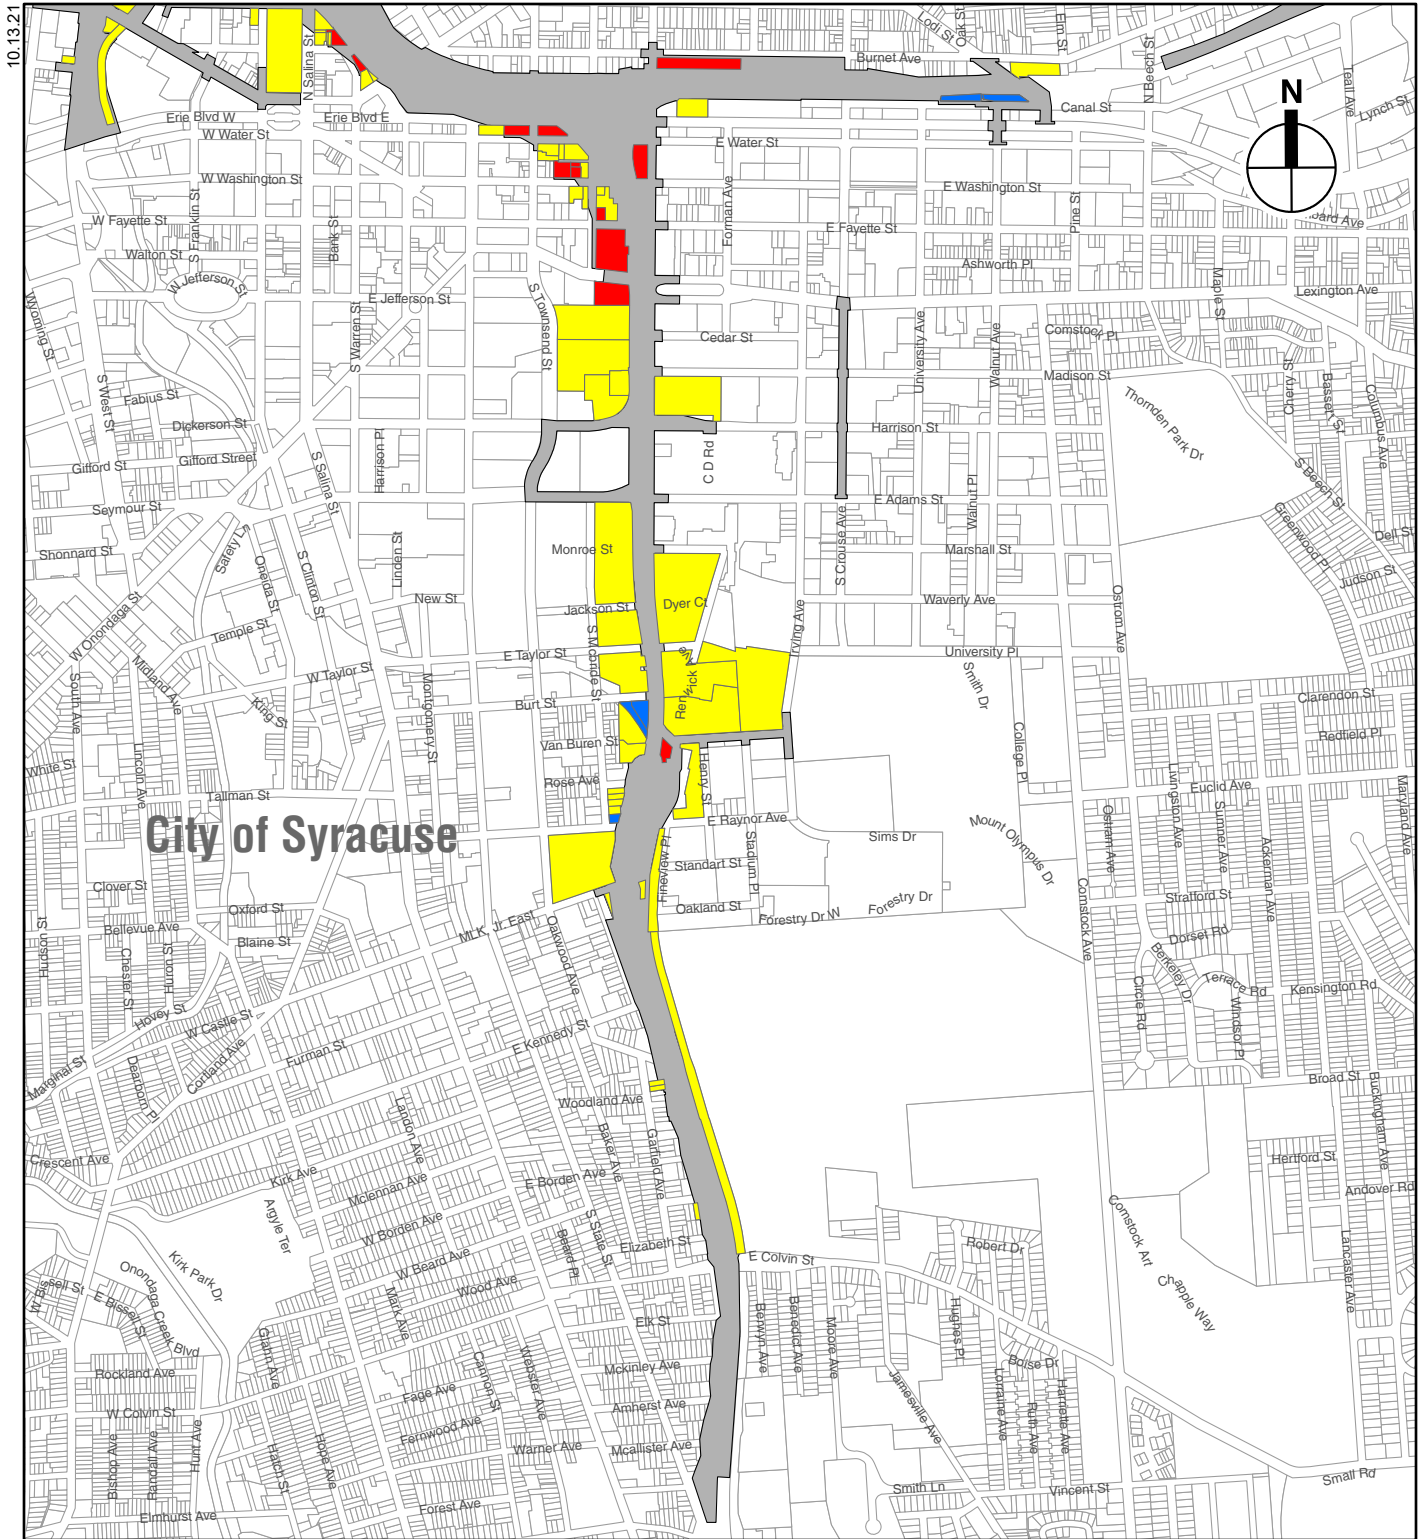 10.13.21
Lodi St
Oak St
Elm St
N Beech St
Burnet Ave
Teall Ave
Lynch St
N Salina St
Canal St
N
Erie Blvd W
Erie Blvd E
W Water St
E Water St
W Washington St
E Washington St
W Fayette St
S Franklin St
Bank St
Forman Ave
E Fayette St
Pine St
Walton St
Ashworth Pl
W Jefferson St
E Jefferson St
S Townsend St
Maple St
Lexington Ave
Wyoming St
S Warren St
Cedar St
University Ave
Walnut Ave
Comstock Pl
Madison St
S West St
Fabius St
Cherry St
Bassett St
Columbus Ave
Thornden Park Dr
Dickerson St
Harrison St
Gifford St
Gifford Street
S Salina St
Harrison Pl
C D Rd
S Beech St
Seymour St
E Adams St
Walnut Pl
Greenwood Pl
Dell St
Shonnard St
Safety Ln
Oneida St
S Clinton St
Linden St
Monroe St
S Crouse Ave
Marshall St
Judson St
W Onondaga St
New St
Jackson St
Dyer Ct
Irving Ave
Waverly Ave
Ostrom Ave
Temple St
Midland Ave
W Taylor St
E Taylor St
S Mcbride St
Renwick Ave
University Pl
Smith Dr
South Ave
King St
Montgomery St
Burt St
Clarendon St
Redfield Pl
White St
Lincoln Ave
Van Buren St
College Pl
Rose Ave
Henry St
Livingston Ave
Euclid Ave
Maryland Ave
Tallman St
City of Syracuse
E Raynor Ave
Sims Dr
Mount Olympus Dr
Ostrom Ave
Sumner Ave
Ackerman Ave
Pineview Pl
Standart St
Stadium Pl
Clover St
Oxford St
Oakland St
Forestry Dr W
Forestry Dr
Comstock Ave
Stratford St
Bellevue Ave
Blaine St
MLK, Jr. East
Oakwood Ave
Dorset Rd
Berkeley Dr
Hudson St
Chester St
Huron St
Terrace Rd
Kensington Rd
Hovey St
W Castle St
Circle Rd
Windsor Pl
E Kennedy St
Furman St
Cortland Ave
Marginal St
Dearborn Pl
Broad St
Buckingham Ave
Woodland Ave
Landon Ave
Baker Ave
Garfield Ave
Crescent Ave
Hertford St
Kirk Ave
Mclennan Ave
E Borden Ave
Andover Rd
Argyle Ter
W Borden Ave
S State St
Comstock Art
Beard Pl
Elizabeth St
Robert Dr
E Colvin St
Lancaster Ave
W Beard Ave
Kirk Park Dr
Onondaga Creek Blvd
W Bissell St
E Bissell St
Wood Ave
Chapple Way
Mark Ave
Elk St
Berwyn Ave
Benedict Ave
Moore Ave
Hughes Pl
Glahn Ave
Rockland Ave
Cannon St
Webster Ave
Mckinley Ave
Boise Dr
Fage Ave
Jamesville Ave
Lorraine Ave
Ruth Ave
Harriette Ave
W Colvin St
Amherst Ave
Fernwood Ave
Bishop Ave
Randall Ave
Hunt Ave
Hatch St
Hope Ave
Warner Ave
Mcallister Ave
Small Rd
Smith Ln
Vincent St
Forest Ave
Elmhurst Ave